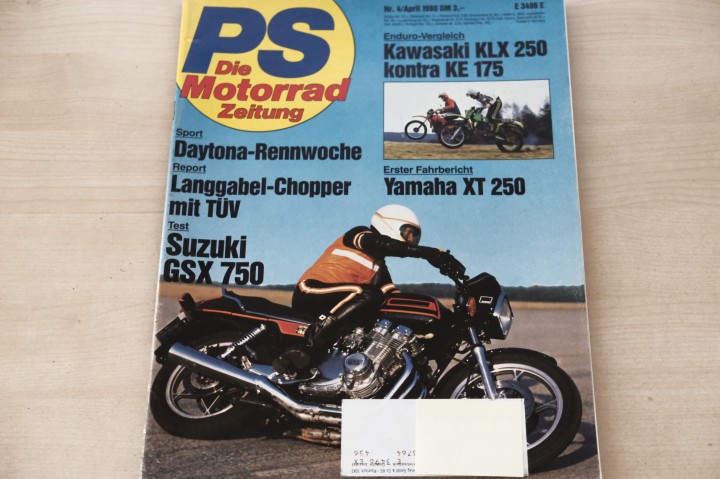 Nr. 4/April 1980 DM 3,–
E 3498 E
PS
Die
Motorrad
Zeitung
Enduro-Vergleich
Kawasaki KLX 250
kontra KE 175
Sport
Daytona-Rennwoche
Report
Langgabel-Chopper
mit TÜV
Erster Fahrbericht
Yamaha XT 250
Test
Suzuki
GSX 750